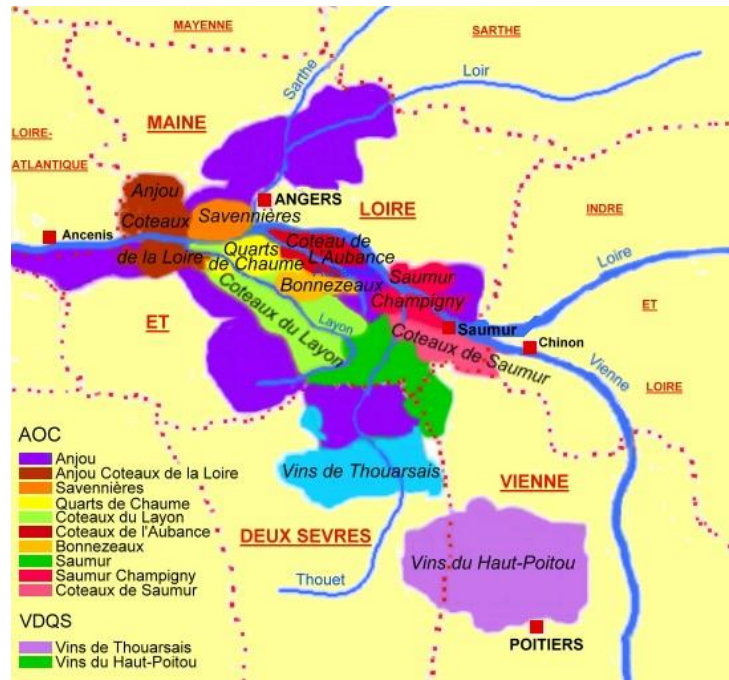 MAYENNE
SARTHE
Sarthe
Loir
MAINE
LOIRE-
ATLANTIQUE
Anjou
Coteaux
de la Loire
Savennières
ANGERS
LOIRE
INDRE
Ancenis
Quarts
de Chaume
Coteau de
L'Aubance
Bonnezeaux
Saumur
Champigny
Loire
ET
Coteaux du Layon
Layon
Saumur
Coteaux de Saumur
Chinon
ET
LOIRE
Vienne
AOC
Anjou
Anjou Coteaux de la Loire
Savennières
Quarts de Chaume
Coteaux du Layon
Coteaux de l'Aubance
Bonnezeaux
Saumur
Saumur Champigny
Coteaux de Saumur
VDQS
Vins de Thouarsais
Vins du Haut-Poitou
Vins de Thouarsais
VIENNE
DEUX SEVRES
Thouet
Vins du Haut-Poitou
POITIERS